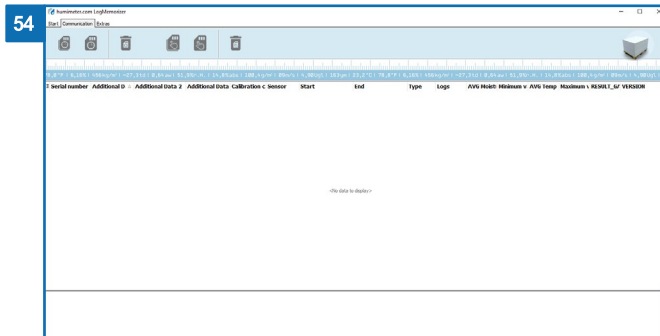 54
humimeter.com LogMemorizer
Start Communication Extras
Serial number Additional D Additional Data 2 Additional Data Calibration c Sensor Start End Type Logs AVG Moist Minimum v AVG Temp Maximum v RESULT_G/ VERSION
<No data to display>